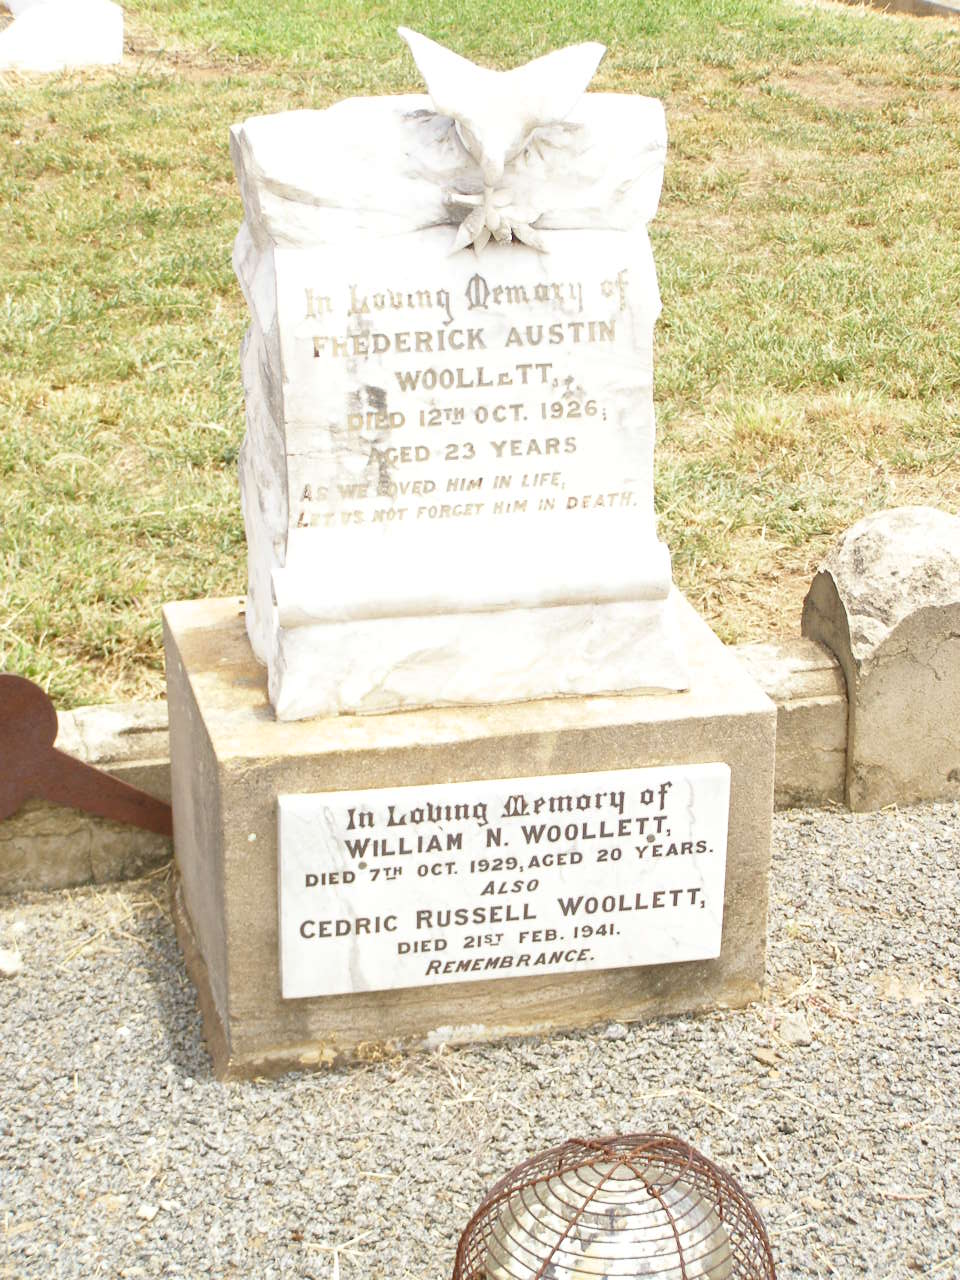 In Loving Memory of
FREDERICK AUSTIN
WOOLLETT,
DIED 12TH OCT. 1926;
AGED 23 YEARS
AS WE LOVED HIM IN LIFE,
LET US NOT FORGET HIM IN DEATH.
In Loving Memory of
WILLIAM N. WOOLLETT,
DIED 7TH OCT. 1929, AGED 20 YEARS.
ALSO
CEDRIC RUSSELL WOOLLETT,
DIED 21ST FEB. 1941.
REMEMBRANCE.